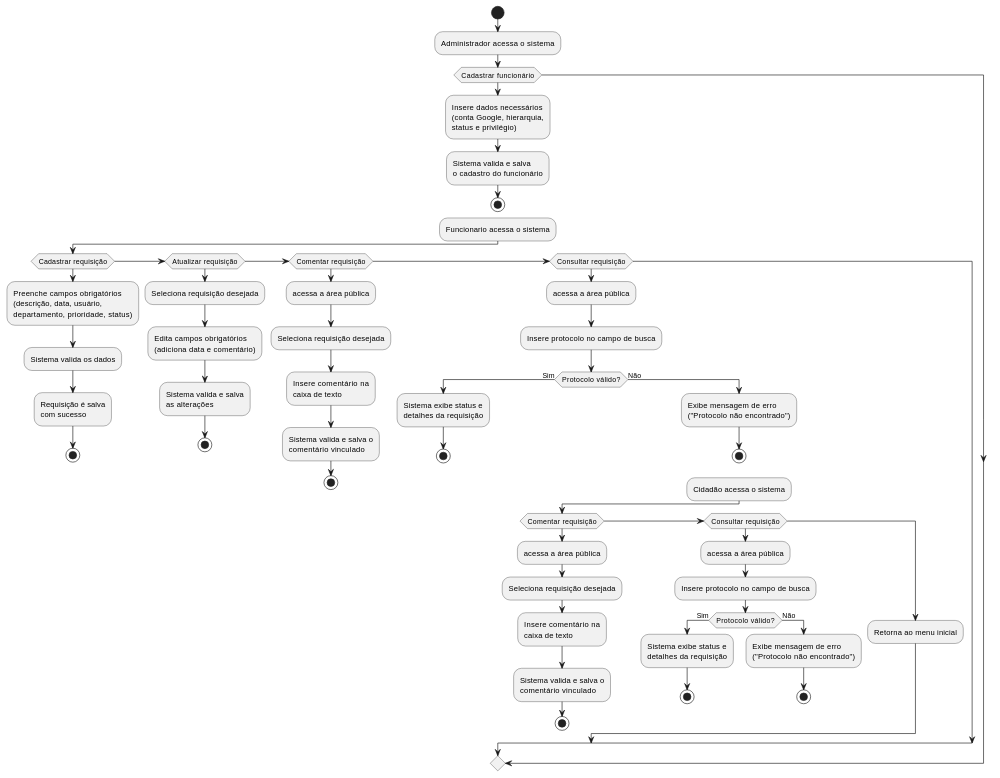 Administrador acessa o sistema
Cadastrar funcionário
Insere dados necessários
(conta Google, hierarquia,
status e privilégio)
Sistema valida e salva
o cadastro do funcionário
Funcionario acessa o sistema
Cadastrar requisição
Atualizar requisição
Comentar requisição
Consultar requisição
Preenche campos obrigatórios
(descrição, data, usuário,
departamento, prioridade, status)
Sistema valida os dados
Requisição é salva
com sucesso
Seleciona requisição desejada
Edita campos obrigatórios
(adiciona data e comentário)
Sistema valida e salva
as alterações
acessa a área pública
Seleciona requisição desejada
Insere comentário na
caixa de texto
Sistema valida e salva o
comentário vinculado
acessa a área pública
Insere protocolo no campo de busca
Sim
Protocolo válido?
Não
Sistema exibe status e
detalhes da requisição
Exibe mensagem de erro
("Protocolo não encontrado")
Cidadão acessa o sistema
Comentar requisição
Consultar requisição
acessa a área pública
Seleciona requisição desejada
Insere comentário na
caixa de texto
Sistema valida e salva o
comentário vinculado
acessa a área pública
Insere protocolo no campo de busca
Sim
Protocolo válido?
Não
Sistema exibe status e
detalhes da requisição
Exibe mensagem de erro
("Protocolo não encontrado")
Retorna ao menu inicial